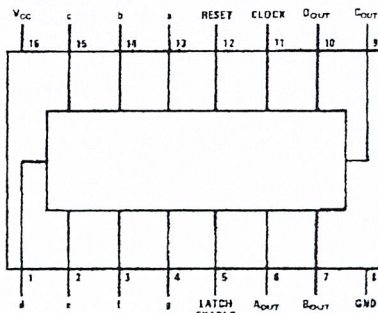 VCC c b a RESET CLOCK DOUT COUT
16 15 14 13 12 11 10 9
1 2 3 4 5 6 7 8
d e f g LATCH AOUT BOUT GND
ENABLE